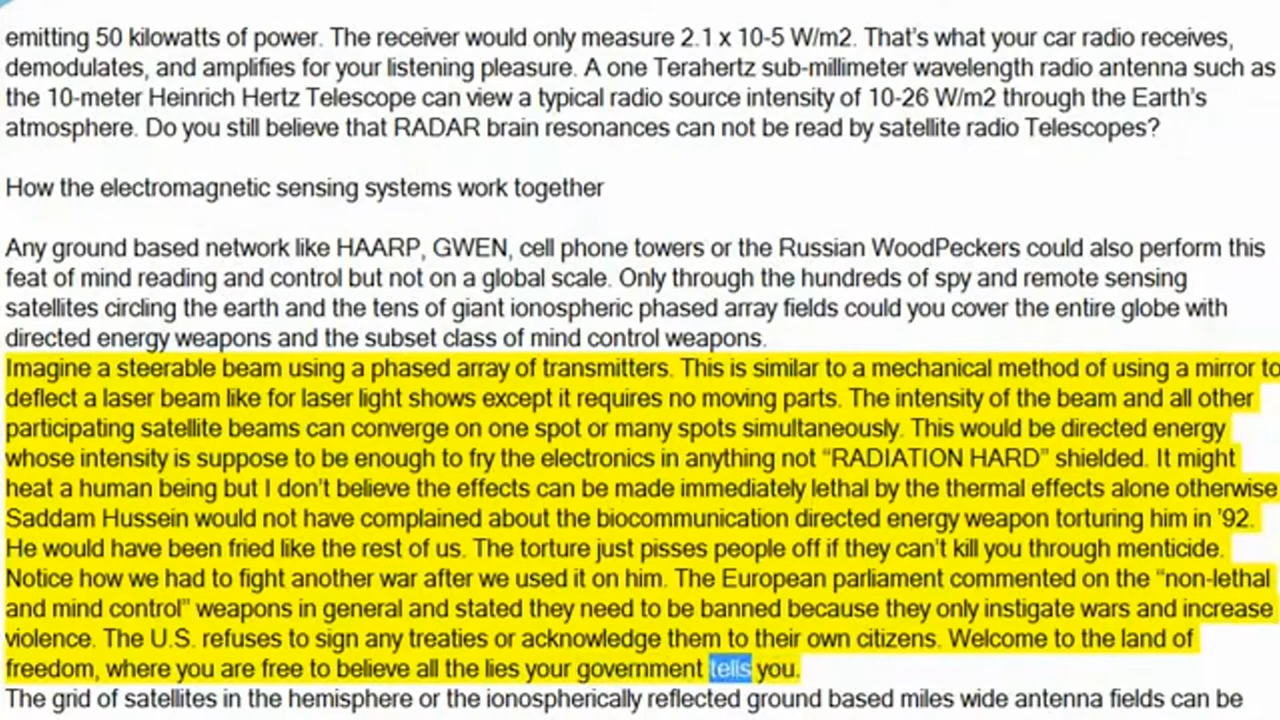 emitting 50 kilowatts of power. The receiver would only measure 2.1 x 10-5 W/m2. That's what your car radio receives,
demodulates, and amplifies for your listening pleasure. A one Terahertz sub-millimeter wavelength radio antenna such as
the 10-meter Heinrich Hertz Telescope can view a typical radio source intensity of 10-26 W/m2 through the Earth's
atmosphere. Do you still believe that RADAR brain resonances can not be read by satellite radio Telescopes?
How the electromagnetic sensing systems work together
Any ground based network like HAARP, GWEN, cell phone towers or the Russian WoodPeckers could also perform this
feat of mind reading and control but not on a global scale. Only through the hundreds of spy and remote sensing
satellites circling the earth and the tens of giant ionospheric phased array fields could you cover the entire globe with
directed energy weapons and the subset class of mind control weapons.
Imagine a steerable beam using a phased array of transmitters. This is similar to a mechanical method of using a mirror to
deflect a laser beam like for laser light shows except it requires no moving parts. The intensity of the beam and all other
participating satellite beams can converge on one spot or many spots simultaneously. This would be directed energy
whose intensity is suppose to be enough to fry the electronics in anything not “RADIATION HARD” shielded. It might
heat a human being but I don't believe the effects can be made immediately lethal by the thermal effects alone otherwise
Saddam Hussein would not have complained about the biocommunication directed energy weapon torturing him in '92.
He would have been fried like the rest of us. The torture just pisses people off if they can't kill you through menticide.
Notice how we had to fight another war after we used it on him. The European parliament commented on the “non-lethal
and mind control” weapons in general and stated they need to be banned because they only instigate wars and increase
violence. The U.S. refuses to sign any treaties or acknowledge them to their own citizens. Welcome to the land of
freedom, where you are free to believe all the lies your government tells you.
The grid of satellites in the hemisphere or the ionospherically reflected ground based miles wide antenna fields can be